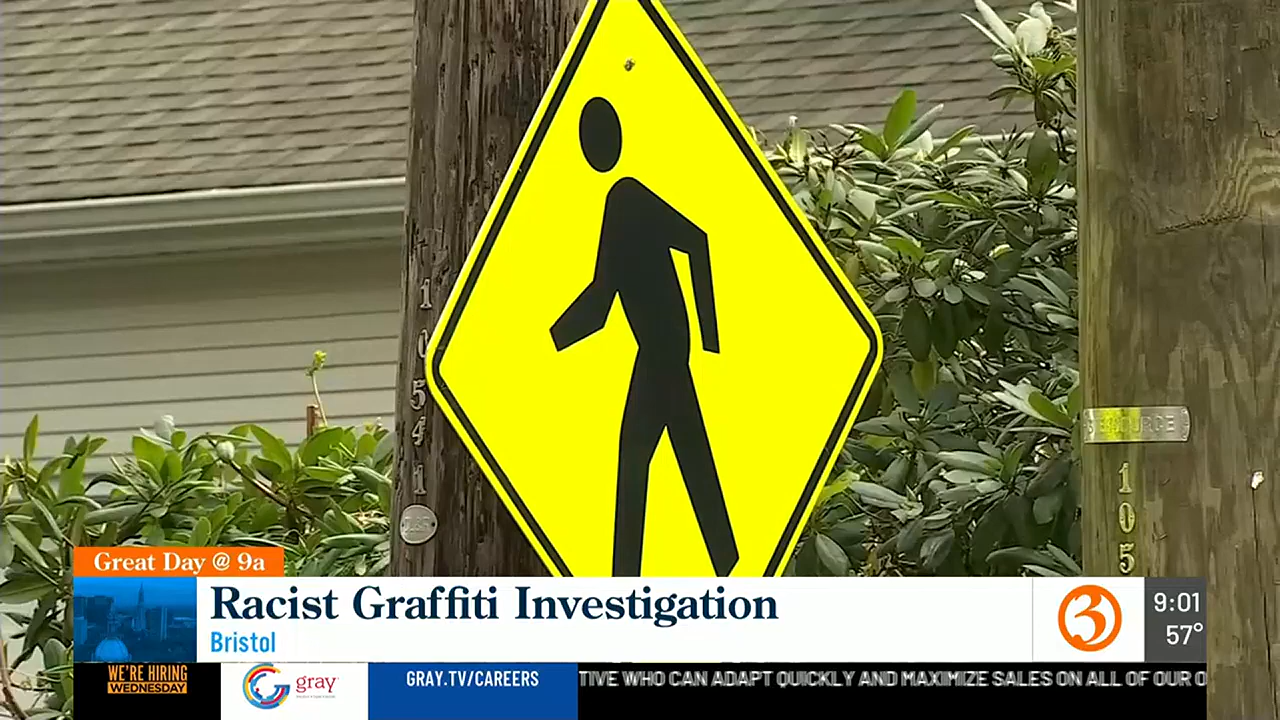 1
0
5
4
1
RESOURCE
1
0
5
Great Day @ 9a
Racist Graffiti Investigation
Bristol
3
9:01
57°
WE'RE HIRING
WEDNESDAY
gray
GRAY.TV/CAREERS
TIVE WHO CAN ADAPT QUICKLY AND MAXIMIZE SALES ON ALL OF OUR O